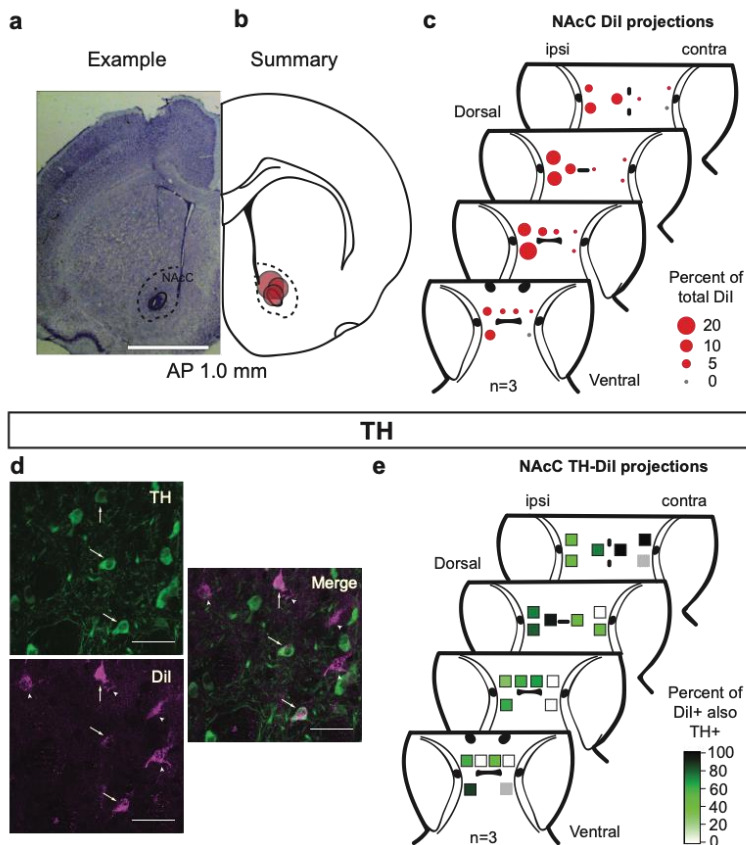 a
Example
NAcC
b
Summary
AP 1.0 mm
c
NAcC DiI projections
ipsi
contra
Dorsal
Ventral
n=3
Percent of
total DiI
20
10
5
0
TH
d
TH
DiI
Merge
e
NAcC TH-DiI projections
ipsi
contra
Dorsal
Ventral
n=3
Percent of
DiI+ also
TH+
100
80
60
40
20
0